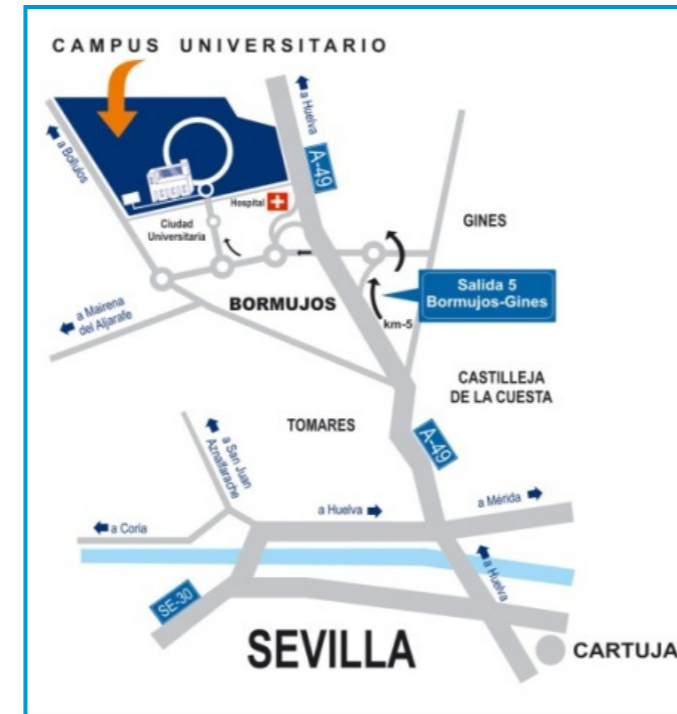 CAMPUS UNIVERSITARIO
a Huelva
A-49
a Bollulos
Hospital
Ciudad
Universitaria
GINES
Salida 5
Bormujos-Gines
BORMUJOS
km-5
a Mairena
del Aljarafe
CASTILLEJA
DE LA CUESTA
TOMARES
A-49
a San Juan
Aznalfarache
a Huelva
a Mérida
a Coria
a Huelva
SE-30
SEVILLA
CARTUJA